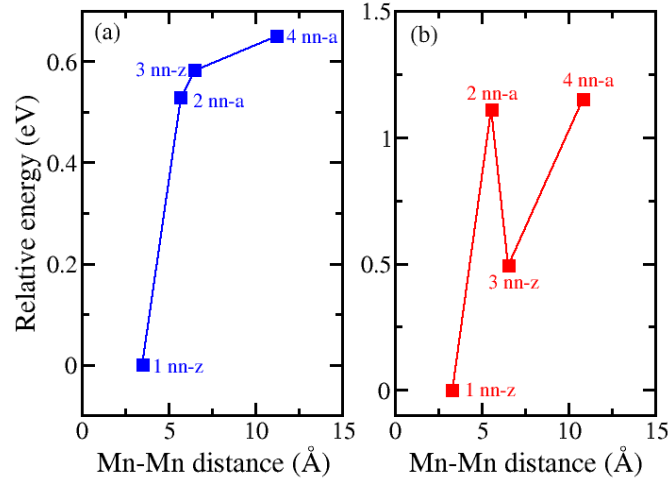 (a)
4 nn-a
3 nn-z
2 nn-a
1 nn-z
0.6
0.4
0.2
0
0
5
10
15
Relative energy (eV)
Mn-Mn distance (Å)
(b)
2 nn-a
4 nn-a
3 nn-z
1 nn-z
1.5
1
0.5
0
0
5
10
15
Mn-Mn distance (Å)